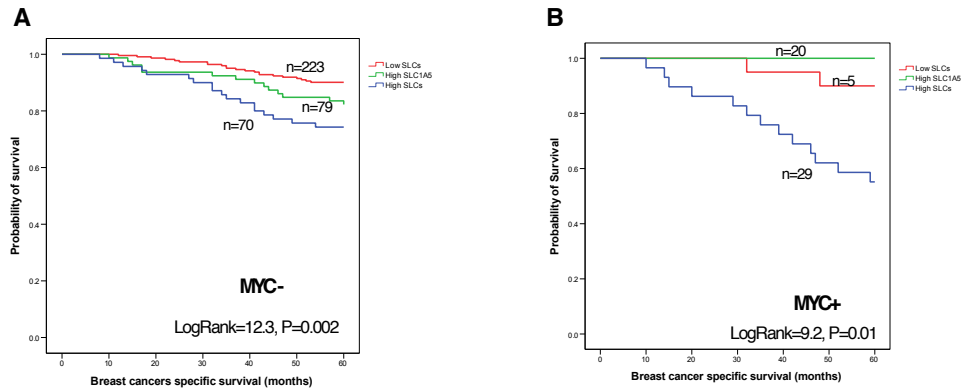 A
1.0
0.8
0.6
0.4
0.2
0.0
Probability of survival
n=223
n=79
n=70
MYC-
LogRank=12.3, P=0.002
0 10 20 30 40 50 60
Breast cancers specific survival (months)
Low SLCs
High SLC1A5
High SLCs
B
1.0
0.8
0.6
0.4
0.2
0.0
Probability of Survival
n=20
n=5
n=29
MYC+
LogRank=9.2, P=0.01
0 10 20 30 40 50 60
Breast cancer specific survival (months)
Low SLCs
High SLC1A5
High SLCs